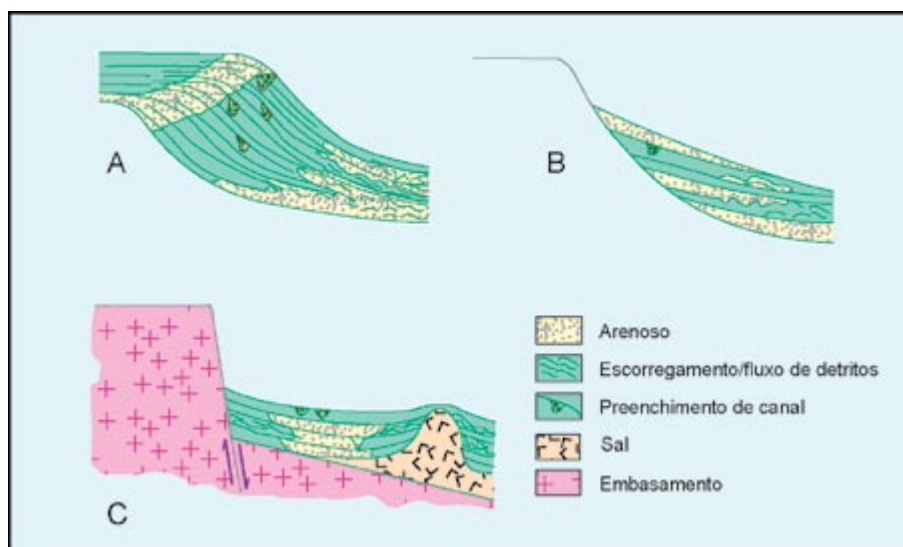 A
B
C
Arenoso
Escorregamento/fluxo de detritos
Preenchimento de canal
Sal
Embasamento